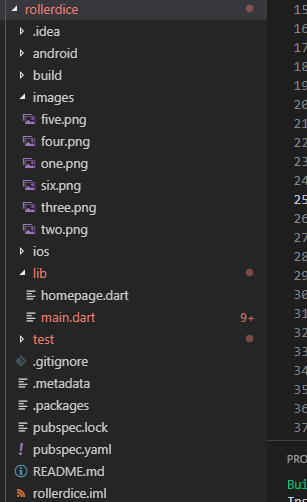 rollerdice
.idea
android
build
images
five.png
four.png
one.png
six.png
three.png
two.png
ios
lib
homepage.dart
main.dart 9+
test
.gitignore
.metadata
.packages
pubspec.lock
pubspec.yaml
README.md
rollerdice.iml
15
16
17
18
19
20
21
22
23
24
25
26
27
28
29
30
31
32
33
34
35
36
37
PRO
Bui